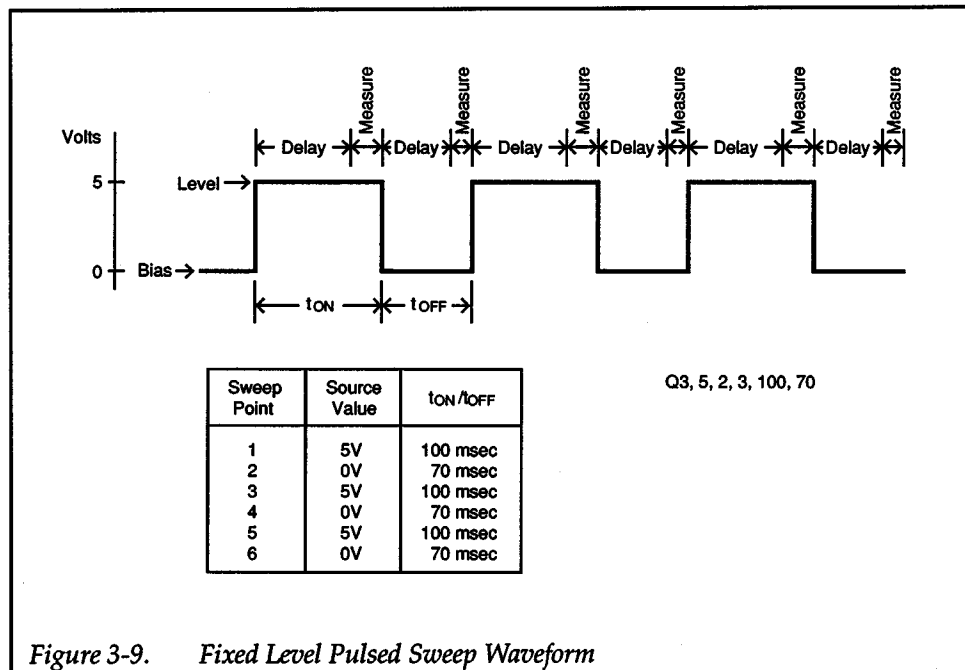 Measure Measure Measure Measure Measure Measure
Volts
Delay Delay Delay Delay Delay Delay
5 Level
0 Bias
tON tOFF
Q3, 5, 2, 3, 100, 70
Sweep Point Source Value tON/tOFF
1 5V 100 msec
2 0V 70 msec
3 5V 100 msec
4 0V 70 msec
5 5V 100 msec
6 0V 70 msec
Figure 3-9. Fixed Level Pulsed Sweep Waveform